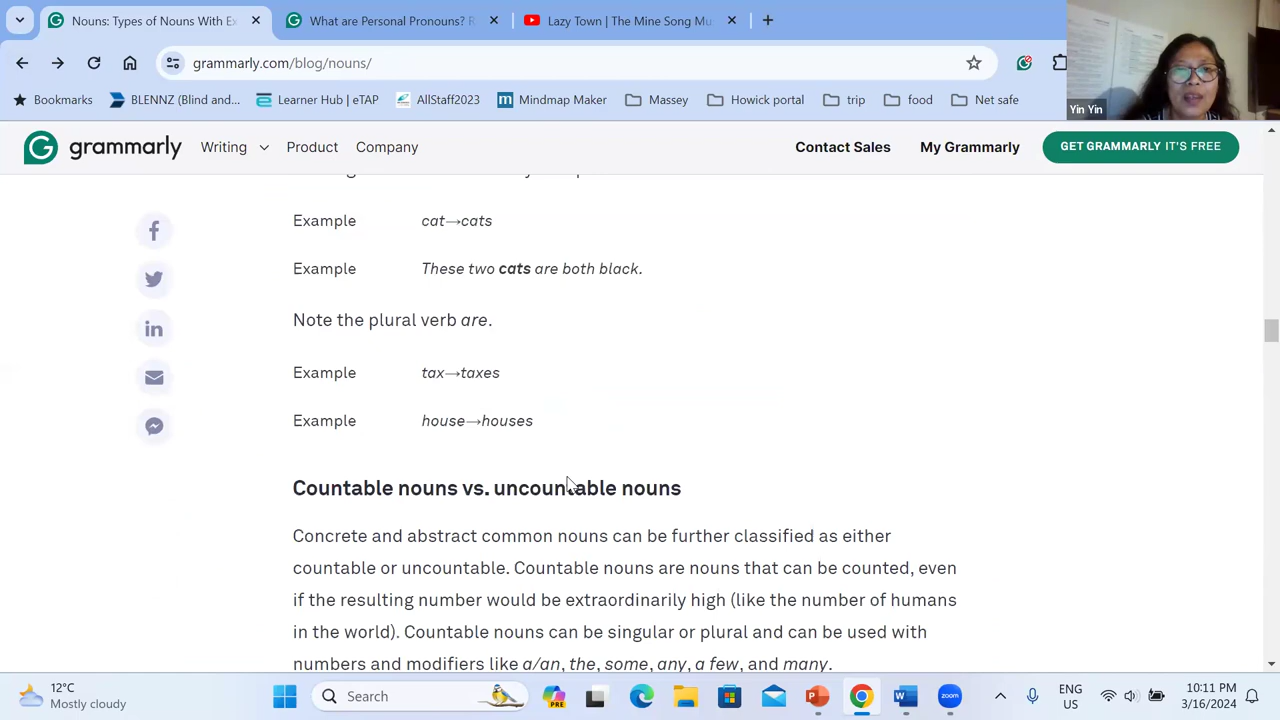 Nouns: Types of Nouns With Ex
What are Personal Pronouns? R
Lazy Town | The Mine Song Mu
grammarly.com/blog/nouns/
Bookmarks
BLENNZ (Blind and...
Learner Hub | eTAP
AllStaff2023
Mindmap Maker
Massey
Howick portal
trip
food
Net safe
Yin Yin
grammarly
Writing
Product
Company
Contact Sales
My Grammarly
GET GRAMMARLY IT'S FREE
Example cat→cats
Example These two cats are both black.
Note the plural verb are.
Example tax→taxes
Example house→houses
Countable nouns vs. uncountable nouns
Concrete and abstract common nouns can be further classified as either
countable or uncountable. Countable nouns are nouns that can be counted, even
if the resulting number would be extraordinarily high (like the number of humans
in the world). Countable nouns can be singular or plural and can be used with
numbers and modifiers like a/an, the, some, any, a few, and many.
12°C
Mostly cloudy
Search
PRE
ENG
US
10:11 PM
3/16/2024